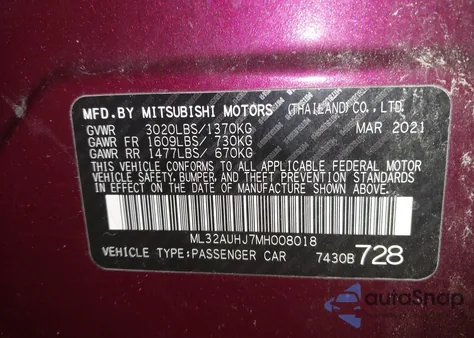 MFD.BY MITSUBISHI MOTORS (THAILAND)CO.,LTD.
GVWR 3020LBS/1370KG MAR 2021
GAWR FR 1609LBS/ 730KG
GAWR RR 1477LBS/ 670KG
THIS VEHICLE CONFORMS TO ALL APPLICABLE FEDERAL MOTOR
VEHICLE SAFETY, BUMPER, AND THEFT PREVENTION STANDARDS
IN EFFECT ON THE DATE OF MANUFACTURE SHOWN ABOVE.
ML32AUHJ7MH008018
VEHICLE TYPE:PASSENGER CAR 7430B 728
autoSnap